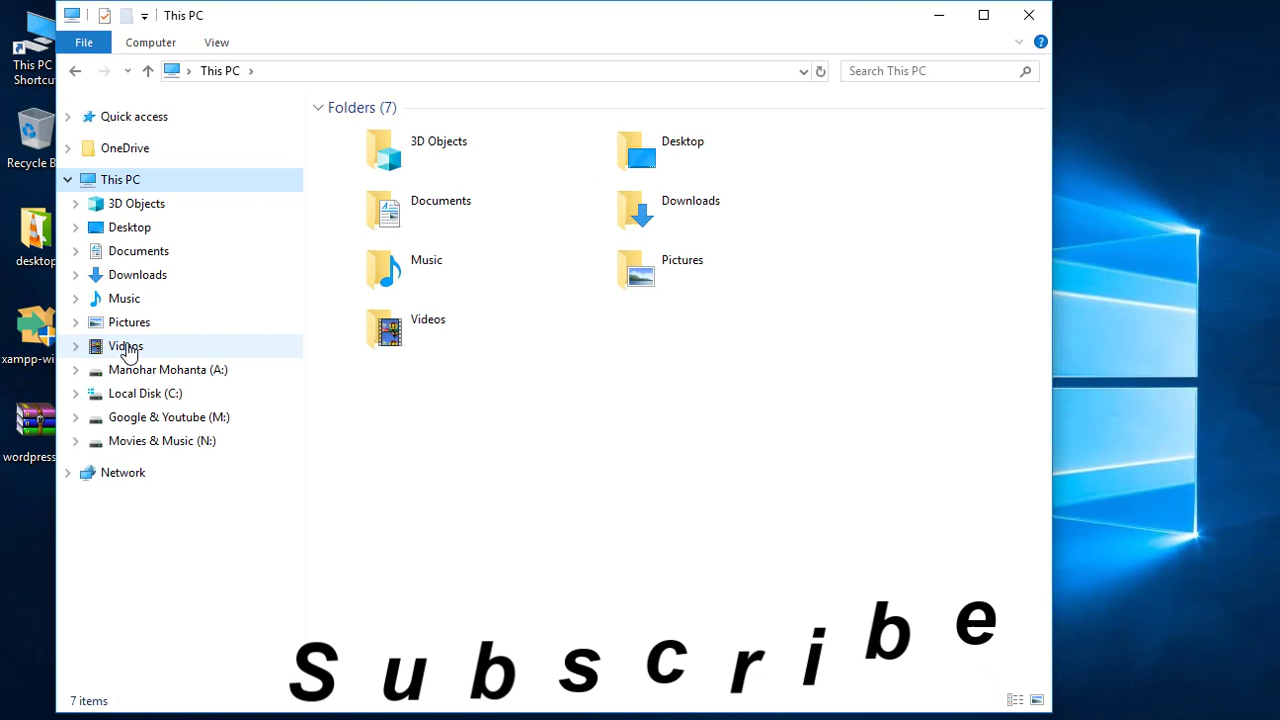 This PC
File
Computer
View
This PC
Search This PC
Quick access
OneDrive
This PC
3D Objects
Desktop
Documents
Downloads
Music
Pictures
Videos
Manohar Mohanta (A:)
Local Disk (C:)
Google & Youtube (M:)
Movies & Music (N:)
Network
Folders (7)
3D Objects
Desktop
Documents
Downloads
Music
Pictures
Videos
7 items
This PC
Shortcu
Recycle B
desktop
xampp-wi
wordpress
Subscribe